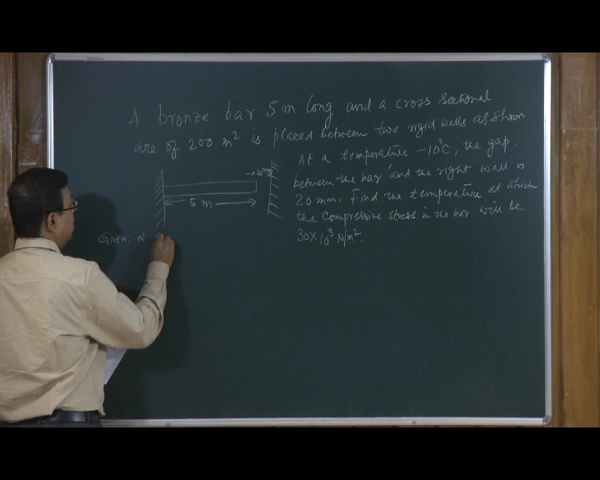 A bronze bar 5 m long and a cross sectional
are of 200 m² is placed between two rigid walls as shown.
At a temperature -10°C, the gap
between the bar and the right wall is
20 mm. Find the temperature at which
the compressive stress in the bar will be
30×10³ N/m².
5 m
Given: α